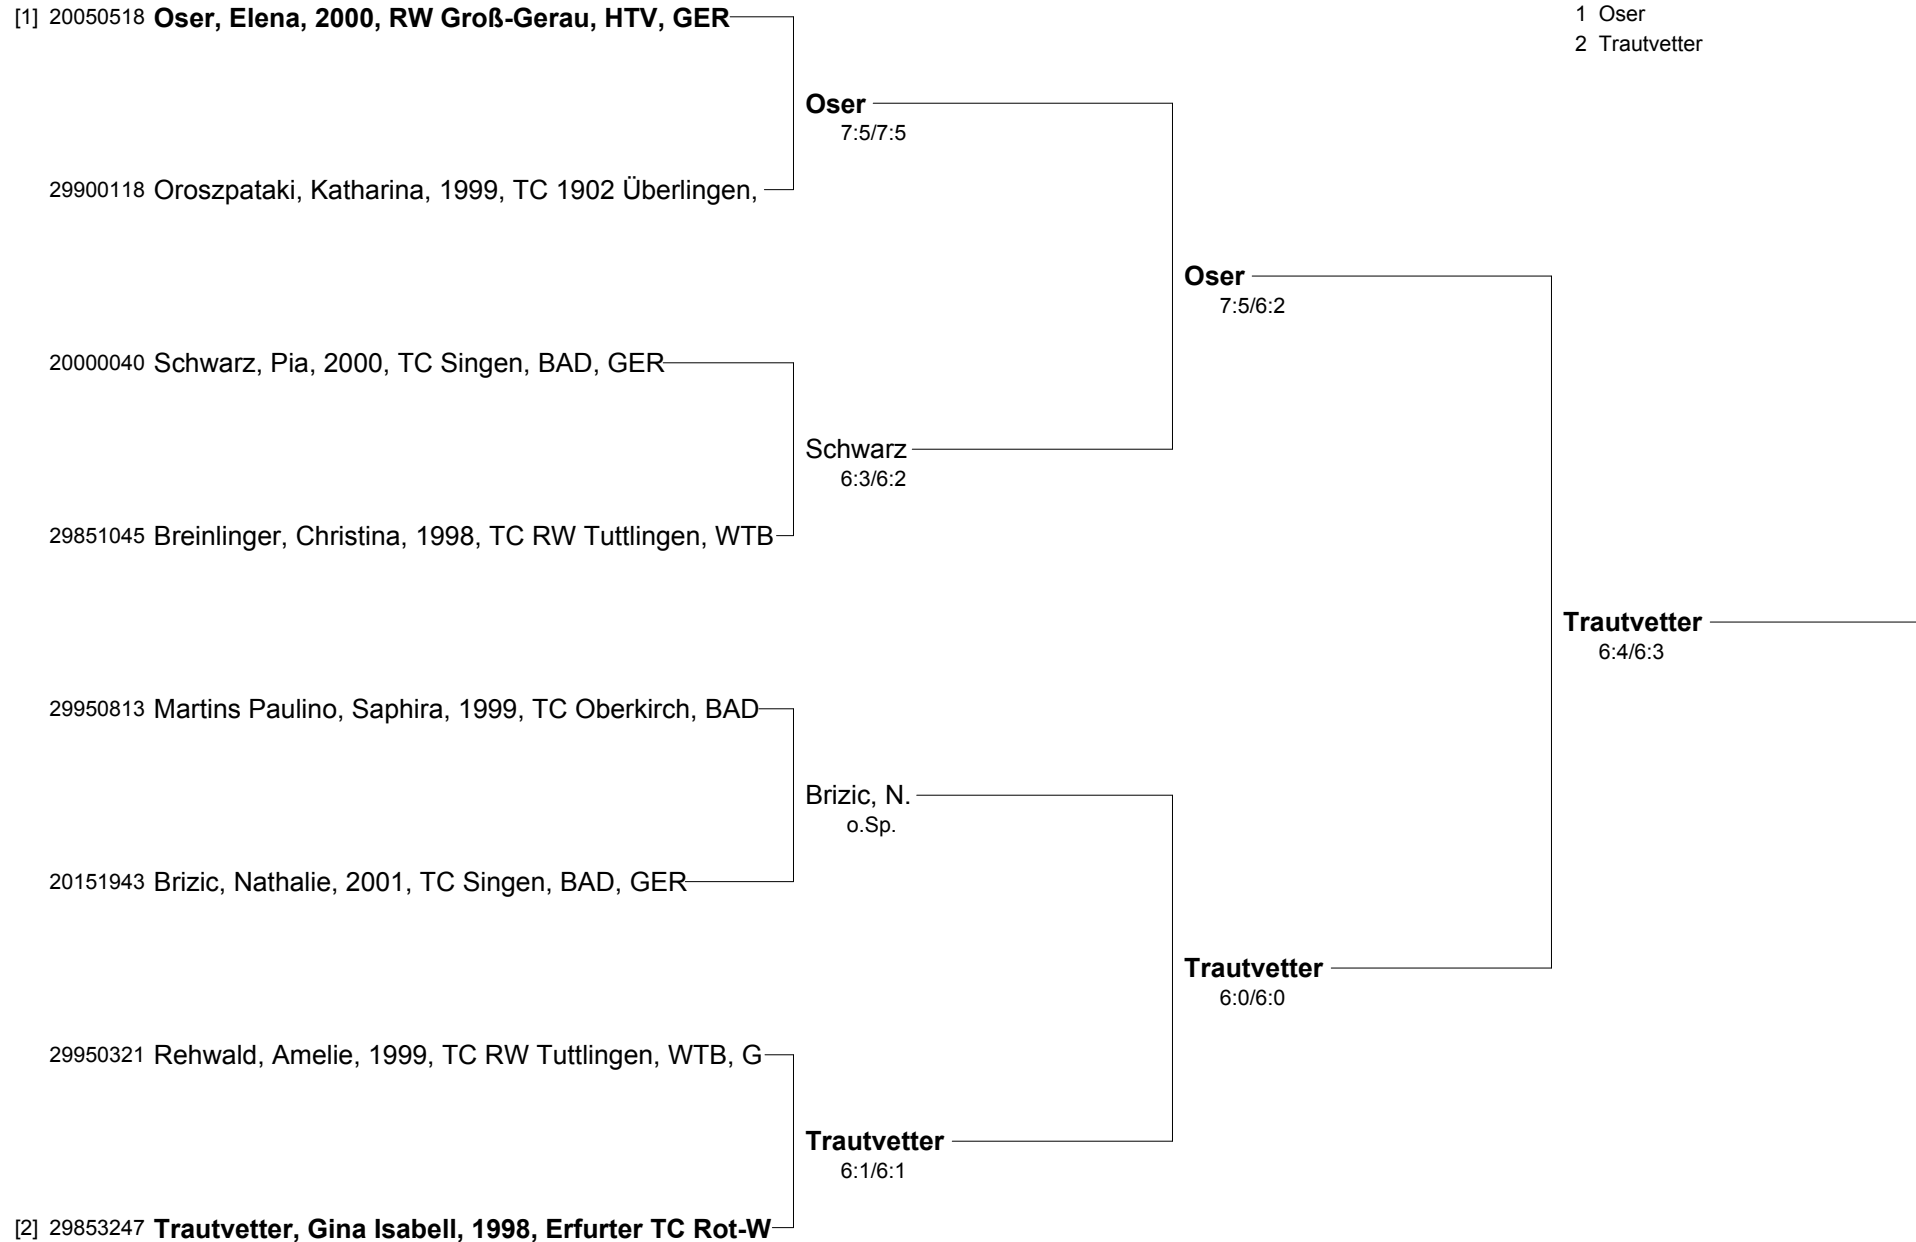 [1] 20050518 Oser, Elena, 2000, RW Groß-Gerau, HTV, GER
1 Oser
2 Trautvetter
Oser
7:5/7:5
29900118 Oroszpataki, Katharina, 1999, TC 1902 Überlingen,
Oser
7:5/6:2
20000040 Schwarz, Pia, 2000, TC Singen, BAD, GER
Schwarz
6:3/6:2
29851045 Breinlinger, Christina, 1998, TC RW Tuttlingen, WTB
Trautvetter
6:4/6:3
29950813 Martins Paulino, Saphira, 1999, TC Oberkirch, BAD
Brizic, N.
o.Sp.
20151943 Brizic, Nathalie, 2001, TC Singen, BAD, GER
Trautvetter
6:0/6:0
29950321 Rehwald, Amelie, 1999, TC RW Tuttlingen, WTB, G
Trautvetter
6:1/6:1
[2] 29853247 Trautvetter, Gina Isabell, 1998, Erfurter TC Rot-W